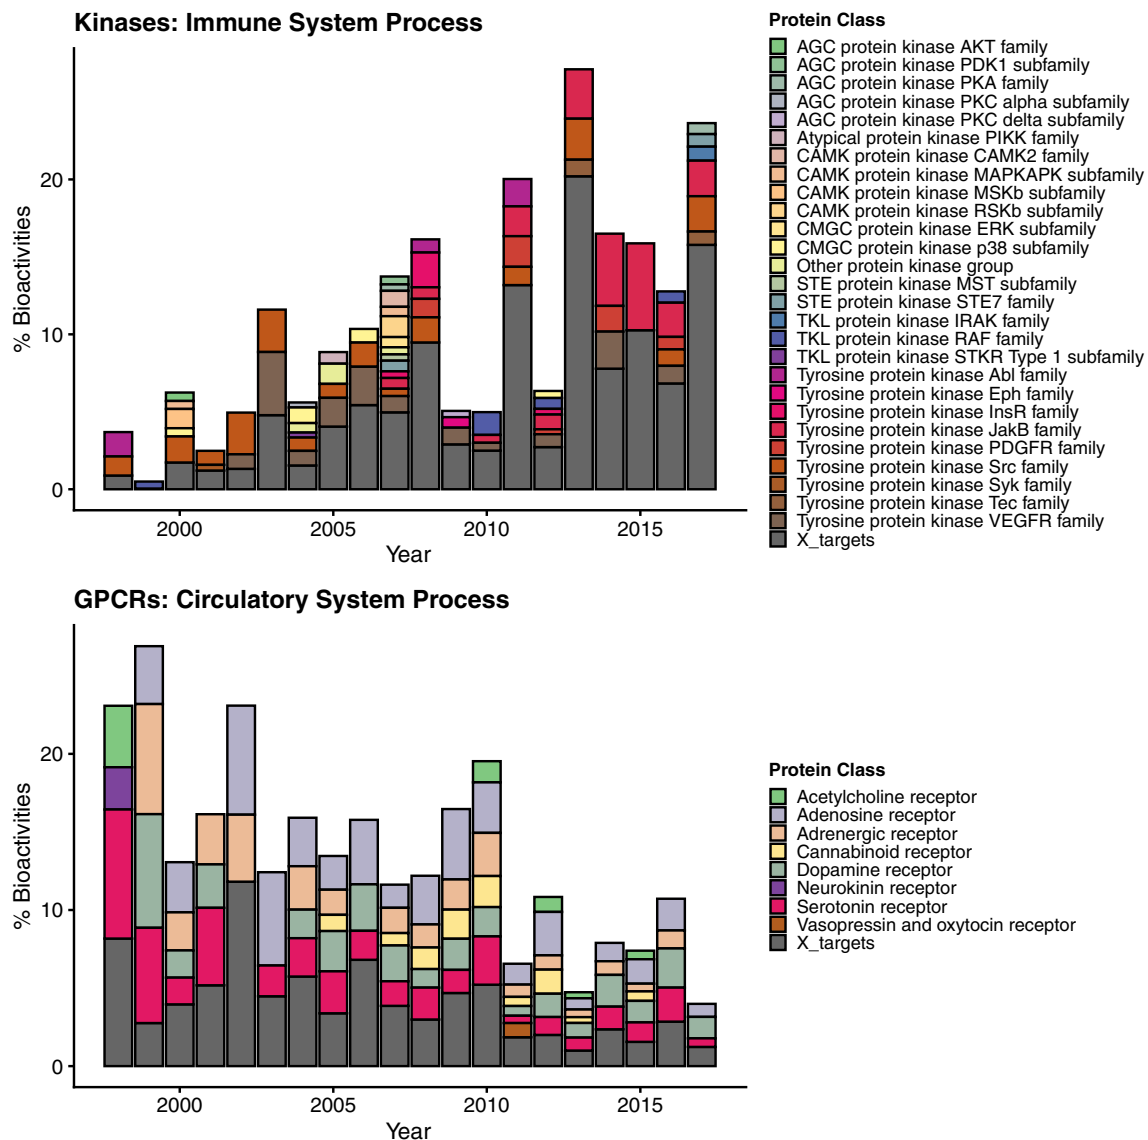 Kinases: Immune System Process
% Bioactivities
20
10
0
2000
2005
2010
2015
Year
Protein Class
AGC protein kinase AKT family
AGC protein kinase PDK1 subfamily
AGC protein kinase PKA family
AGC protein kinase PKC alpha subfamily
AGC protein kinase PKC delta subfamily
Atypical protein kinase PIKK family
CAMK protein kinase CAMK2 family
CAMK protein kinase MAPKAPK subfamily
CAMK protein kinase MSKb subfamily
CAMK protein kinase RSKb subfamily
CMGC protein kinase ERK subfamily
CMGC protein kinase p38 subfamily
Other protein kinase group
STE protein kinase MST subfamily
STE protein kinase STE7 family
TKL protein kinase IRAK family
TKL protein kinase RAF family
TKL protein kinase STKR Type 1 subfamily
Tyrosine protein kinase Abl family
Tyrosine protein kinase Eph family
Tyrosine protein kinase InsR family
Tyrosine protein kinase JakB family
Tyrosine protein kinase PDGFR family
Tyrosine protein kinase Src family
Tyrosine protein kinase Syk family
Tyrosine protein kinase Tec family
Tyrosine protein kinase VEGFR family
X_targets
GPCRs: Circulatory System Process
% Bioactivities
20
10
0
2000
2005
2010
2015
Year
Protein Class
Acetylcholine receptor
Adenosine receptor
Adrenergic receptor
Cannabinoid receptor
Dopamine receptor
Neurokinin receptor
Serotonin receptor
Vasopressin and oxytocin receptor
X_targets